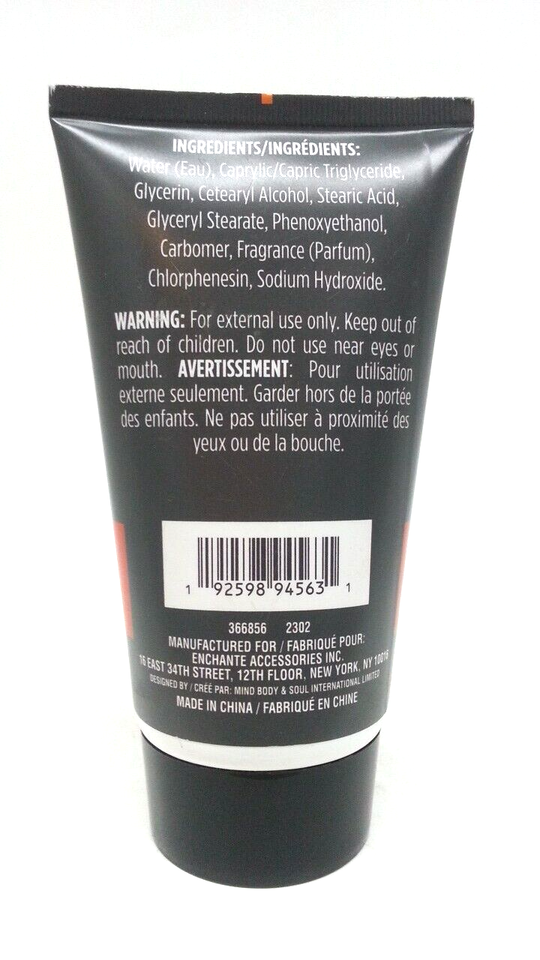 INGREDIENTS/INGRÉDIENTS:
Water (Eau), Caprylic/Capric Triglyceride,
Glycerin, Cetearyl Alcohol, Stearic Acid,
Glyceryl Stearate, Phenoxyethanol,
Carbomer, Fragrance (Parfum),
Chlorphenesin, Sodium Hydroxide.
WARNING: For external use only. Keep out of
reach of children. Do not use near eyes or
mouth. AVERTISSEMENT: Pour utilisation
externe seulement. Garder hors de la portée
des enfants. Ne pas utiliser à proximité des
yeux ou de la bouche.
1 92598 94563 1
366856 2302
MANUFACTURED FOR / FABRIQUÉ POUR:
ENCHANTE ACCESSORIES INC.
16 EAST 34TH STREET, 12TH FLOOR, NEW YORK, NY 10016
DESIGNED BY / CRÉÉ PAR: MIND BODY & SOUL INTERNATIONAL LIMITED
MADE IN CHINA / FABRIQUÉ EN CHINE